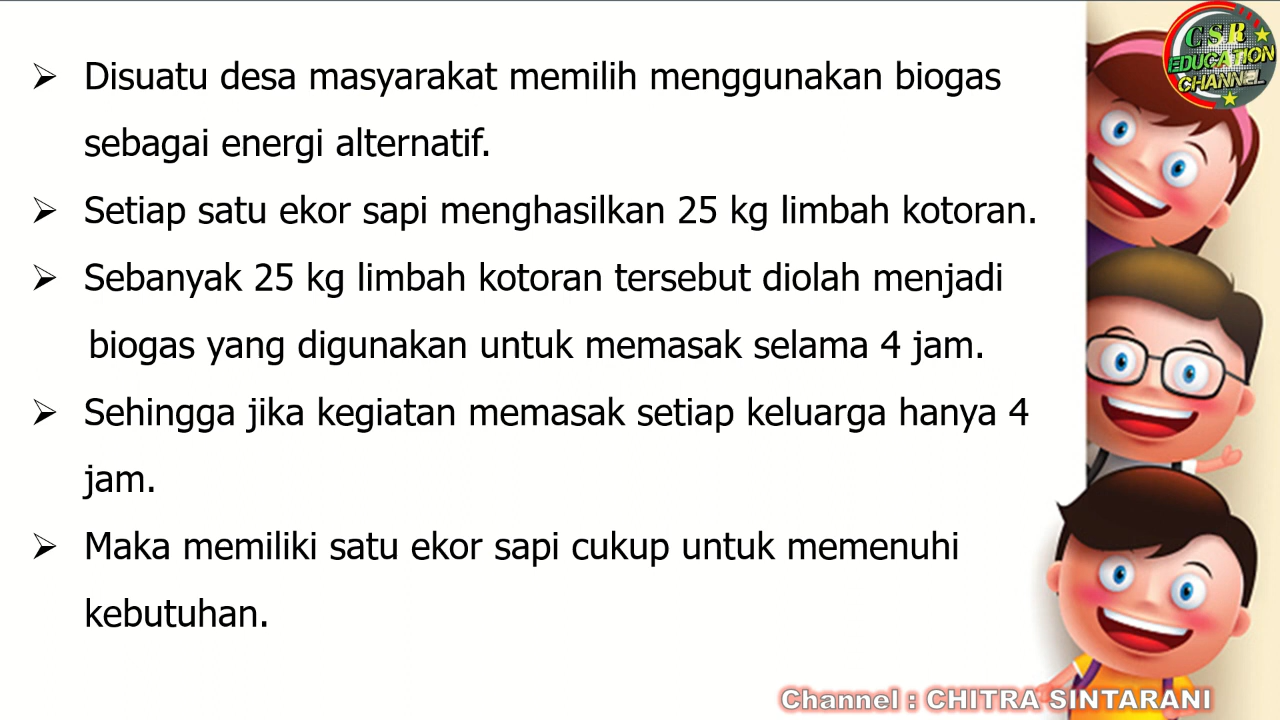 ➢ Disuatu desa masyarakat memilih menggunakan biogas
sebagai energi alternatif.
➢ Setiap satu ekor sapi menghasilkan 25 kg limbah kotoran.
➢ Sebanyak 25 kg limbah kotoran tersebut diolah menjadi
biogas yang digunakan untuk memasak selama 4 jam.
➢ Sehingga jika kegiatan memasak setiap keluarga hanya 4
jam.
➢ Maka memiliki satu ekor sapi cukup untuk memenuhi
kebutuhan.
CSR
EDUCATION
CHANNEL
Channel : CHITRA SINTARANI